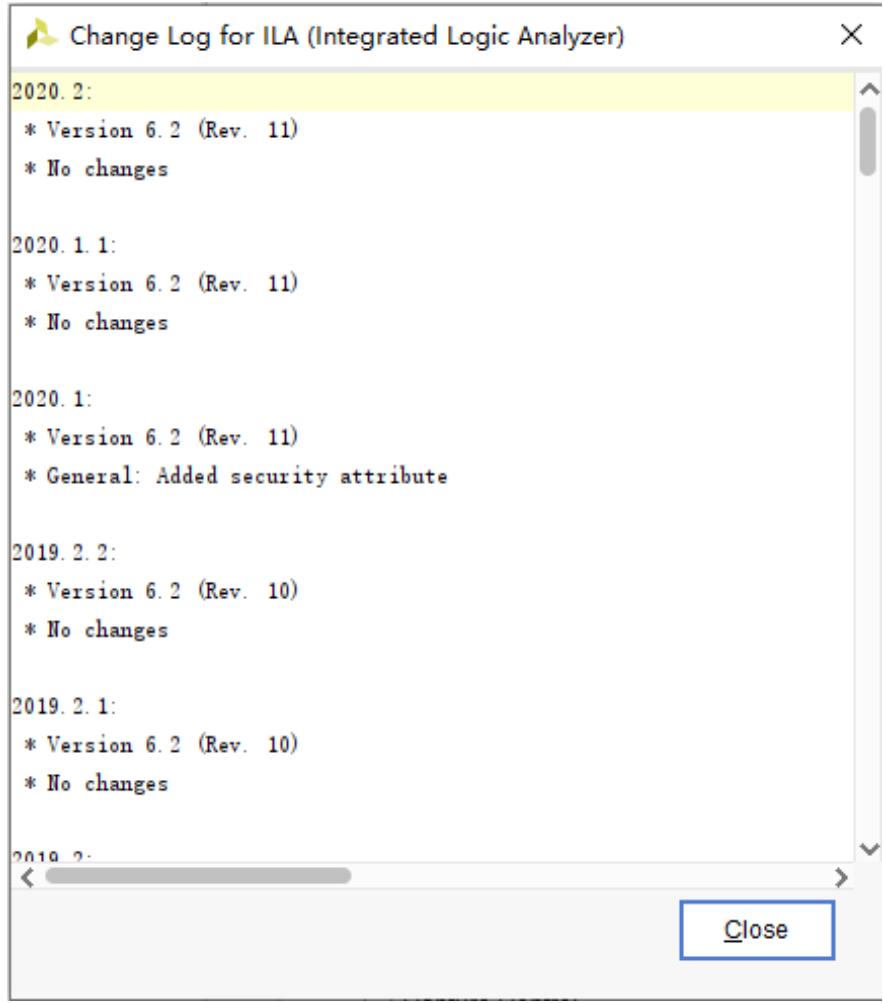 Change Log for ILA (Integrated Logic Analyzer)
2020.2:
* Version 6.2 (Rev. 11)
* No changes
2020.1.1:
* Version 6.2 (Rev. 11)
* No changes
2020.1:
* Version 6.2 (Rev. 11)
* General: Added security attribute
2019.2.2:
* Version 6.2 (Rev. 10)
* No changes
2019.2.1:
* Version 6.2 (Rev. 10)
* No changes
2019.2:
Close